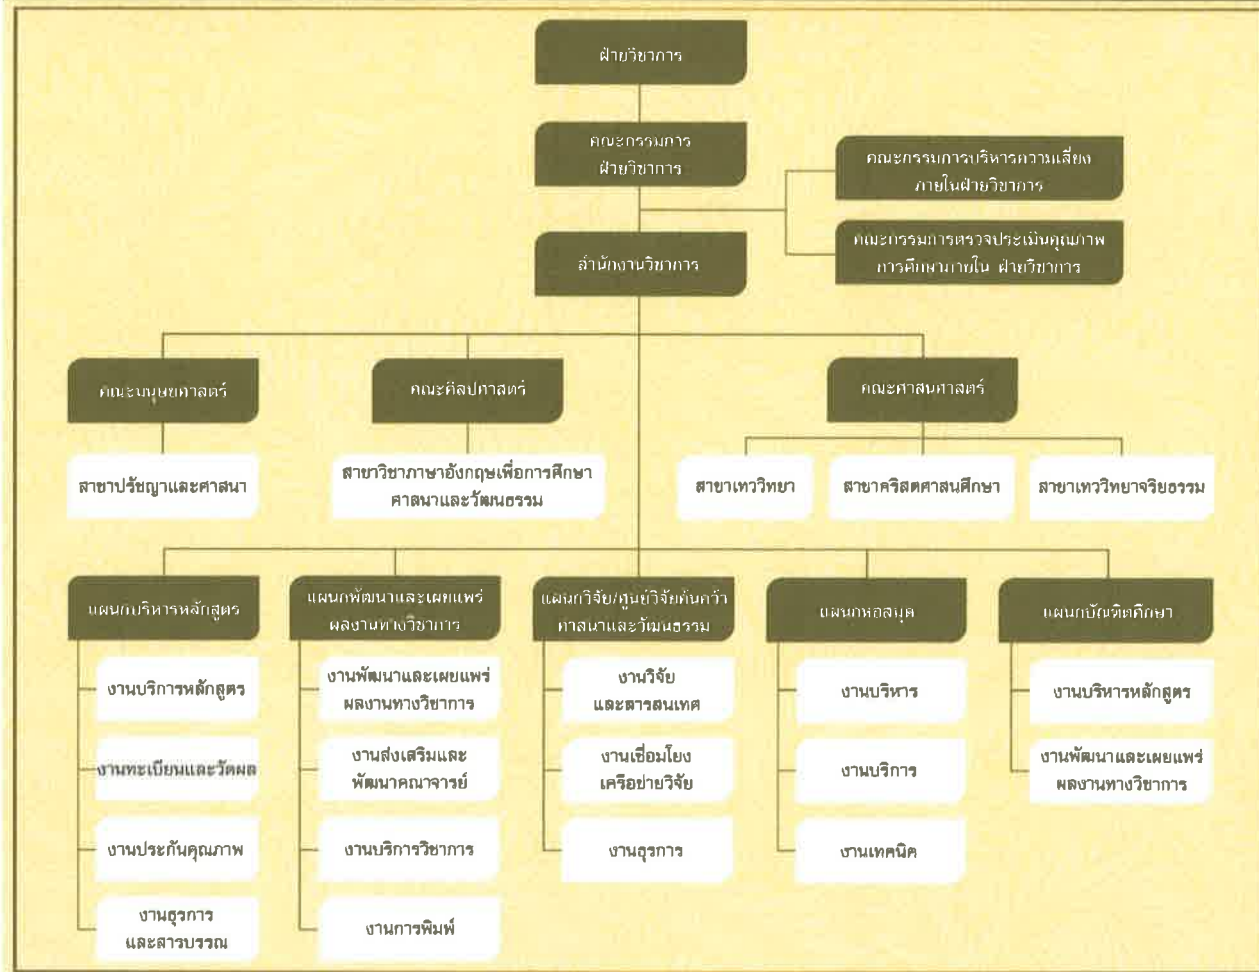 ฝ่ายวิชาการ
คณะกรรมการ
ฝ่ายวิชาการ
คณะกรรมการบริหารความเสี่ยง
ภายในฝ่ายวิชาการ
คณะกรรมการตรวจประเมินคุณภาพ
การศึกษาภายใน ฝ่ายวิชาการ
สำนักงานวิชาการ
คณะมนุษยศาสตร์
คณะศิลปศาสตร์
คณะศาสนศาสตร์
สาขาปรัชญาและศาสนา
สาขาวิชาภาษาอังกฤษเพื่อการศึกษา
ศาสนาและวัฒนธรรม
สาขาเทววิทยา
สาขาคริสตศาสนศึกษา
สาขาเทววิทยาจริยธรรม
แผนกบริหารหลักสูตร
แผนกพัฒนาและเผยแพร่
ผลงานทางวิชาการ
แผนกวิจัย/ศูนย์วิจัยค้นคว้า
ศาสนาและวัฒนธรรม
แผนกหอสมุด
แผนกบัณฑิตศึกษา
งานบริการหลักสูตร
งานทะเบียนและวัดผล
งานประกันคุณภาพ
งานธุรการ
และสารบรรณ
งานพัฒนาและเผยแพร่
ผลงานทางวิชาการ
งานส่งเสริมและ
พัฒนาคณาจารย์
งานบริการวิชาการ
งานการพิมพ์
งานวิจัย
และสารสนเทศ
งานเชื่อมโยง
เครือข่ายวิจัย
งานธุรการ
งานบริหาร
งานบริการ
งานเทคนิค
งานบริหารหลักสูตร
งานพัฒนาและเผยแพร่
ผลงานทางวิชาการ